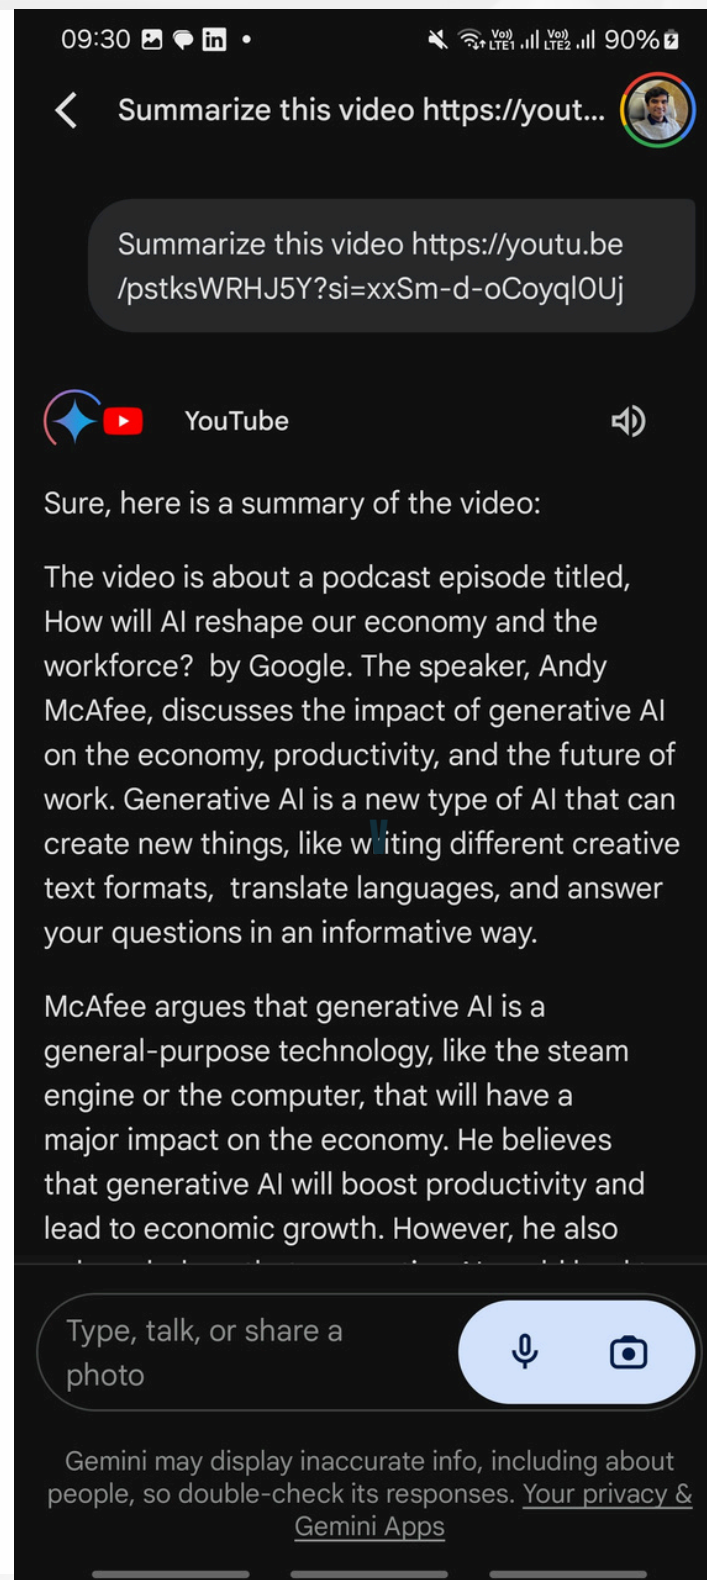 09:30 in
Vo)) LTE1 Vo)) LTE2 90%
Summarize this video https://yout...
Summarize this video https://youtu.be
/pstksWRHJ5Y?si=xxSm-d-oCoyql0Uj
YouTube
Sure, here is a summary of the video:
The video is about a podcast episode titled,
How will AI reshape our economy and the
workforce? by Google. The speaker, Andy
McAfee, discusses the impact of generative AI
on the economy, productivity, and the future of
work. Generative AI is a new type of AI that can
create new things, like writing different creative
text formats, translate languages, and answer
your questions in an informative way.
McAfee argues that generative AI is a
general-purpose technology, like the steam
engine or the computer, that will have a
major impact on the economy. He believes
that generative AI will boost productivity and
lead to economic growth. However, he also
Type, talk, or share a
photo
Gemini may display inaccurate info, including about
people, so double-check its responses. Your privacy &
Gemini Apps